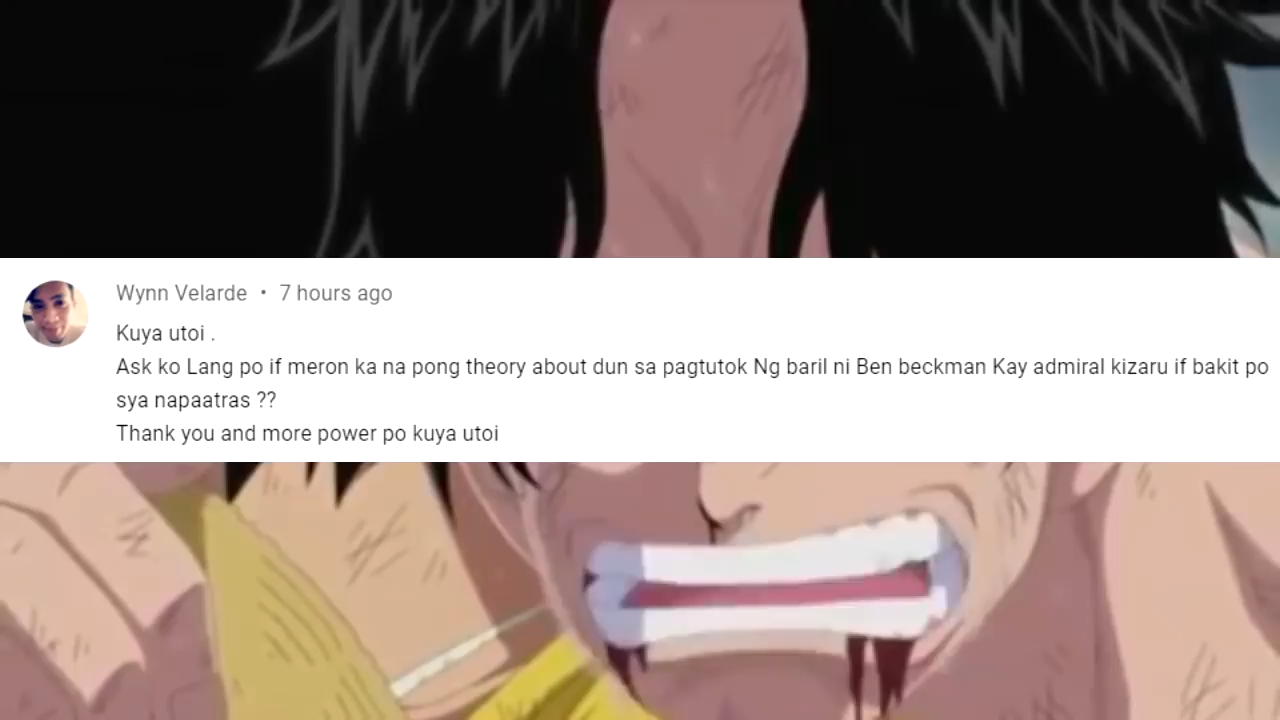 Wynn Velarde • 7 hours ago
Kuya utoi .
Ask ko Lang po if meron ka na pong theory about dun sa pagtutok Ng baril ni Ben beckman Kay admiral kizaru if bakit po
sya napaatras ??
Thank you and more power po kuya utoi